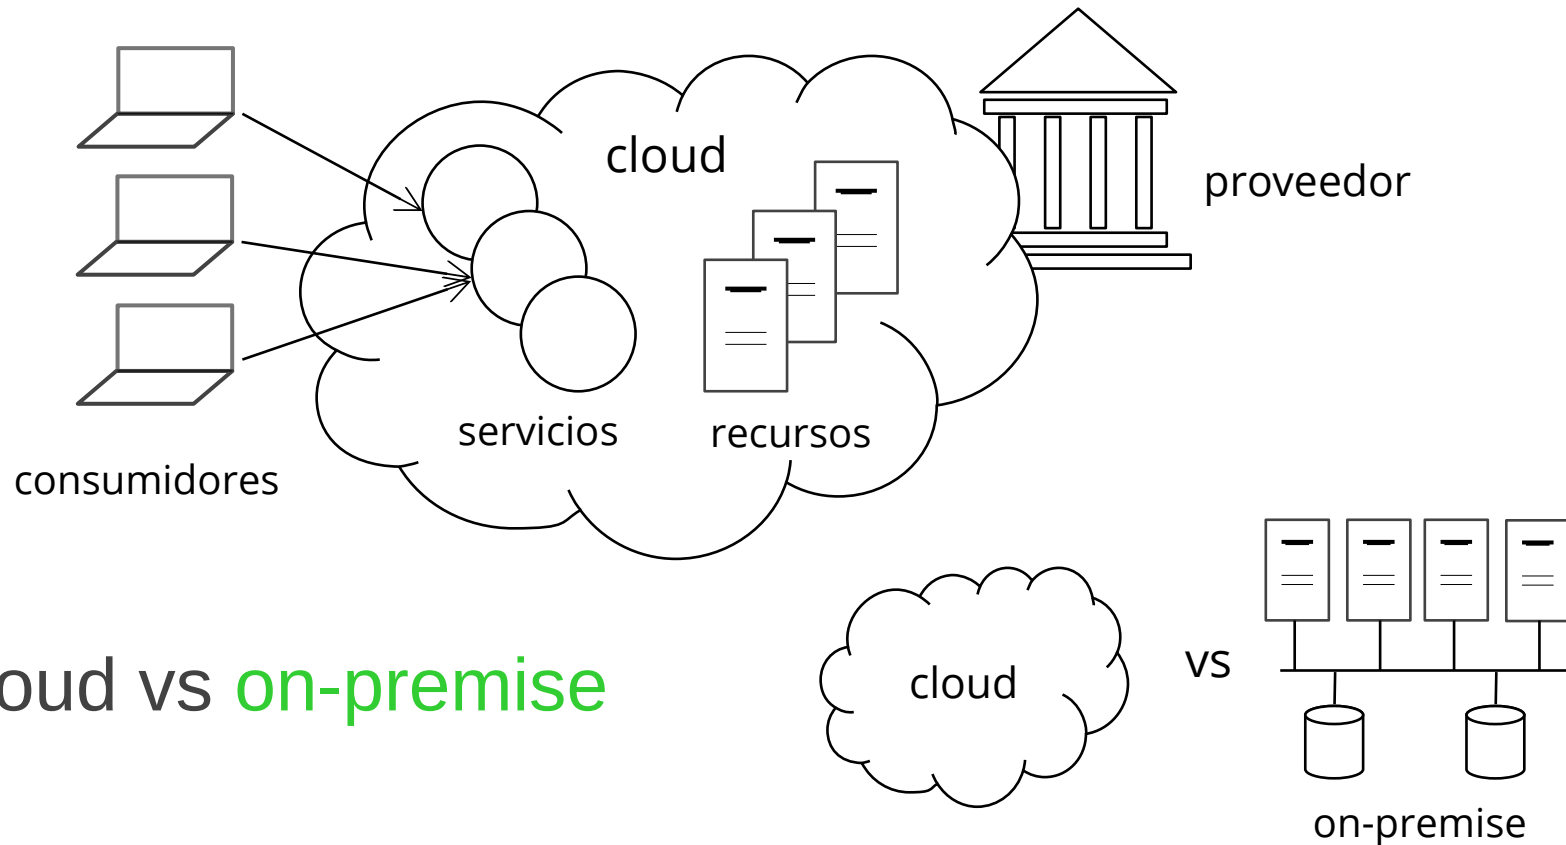 cloud
proveedor
servicios
recursos
consumidores
oud vs on-premise
cloud
vs
on-premise